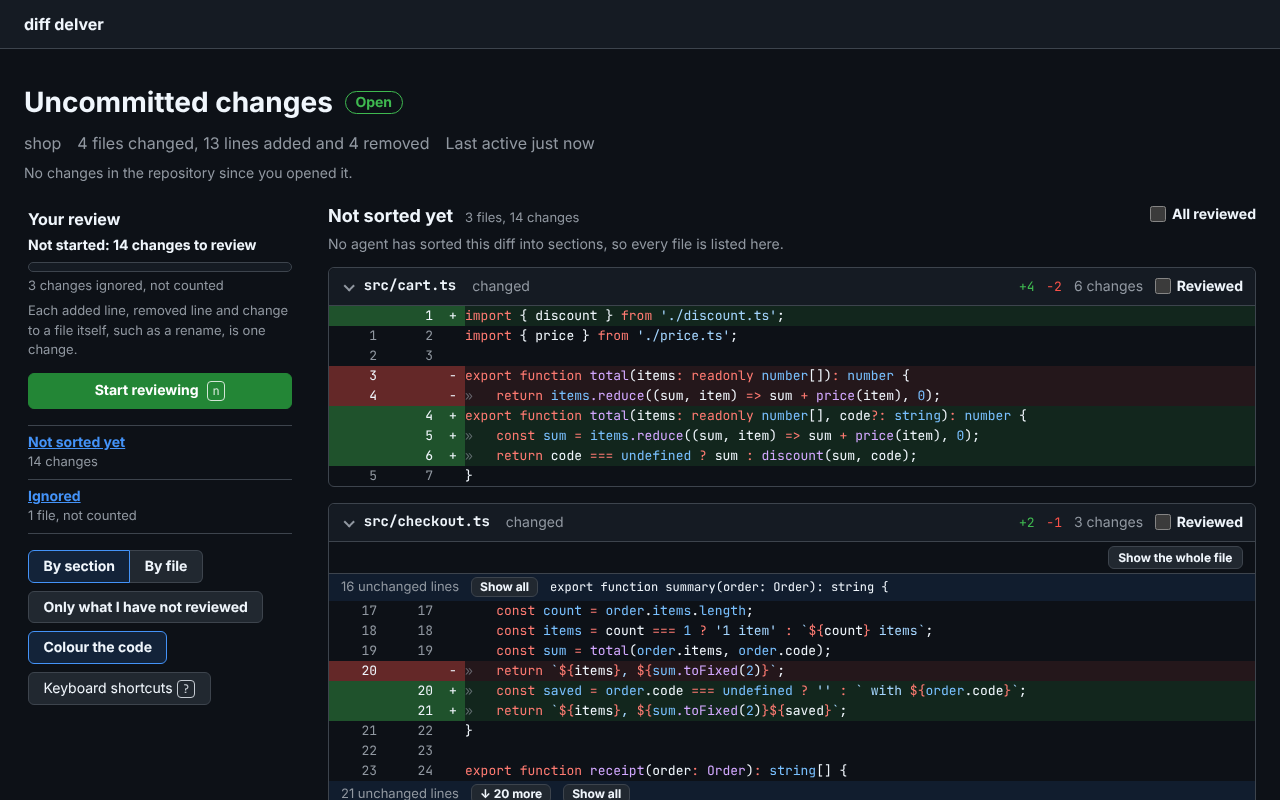 diff delver
Uncommitted changes Open
shop 4 files changed, 13 lines added and 4 removed Last active just now
No changes in the repository since you opened it.
Your review
Not started: 14 changes to review
3 changes ignored, not counted
Each added line, removed line and change
to a file itself, such as a rename, is one
change.
Start reviewing n
Not sorted yet
14 changes
Ignored
1 file, not counted
By section By file
Only what I have not reviewed
Colour the code
Keyboard shortcuts ?
Not sorted yet 3 files, 14 changes All reviewed
No agent has sorted this diff into sections, so every file is listed here.
src/cart.ts changed +4 -2 6 changes Reviewed
1 + import { discount } from './discount.ts';
1 2 import { price } from './price.ts';
2 3
3 - export function total(items: readonly number[]): number {
4 - » return items.reduce((sum, item) => sum + price(item), 0);
4 + export function total(items: readonly number[], code?: string): number {
5 + » const sum = items.reduce((sum, item) => sum + price(item), 0);
6 + » return code === undefined ? sum : discount(sum, code);
5 7 }
src/checkout.ts changed +2 -1 3 changes Reviewed
Show the whole file
16 unchanged lines Show all export function summary(order: Order): string {
17 17 const count = order.items.length;
18 18 const items = count === 1 ? '1 item' : `${count} items`;
19 19 const sum = total(order.items, order.code);
20 - » return `${items}, ${sum.toFixed(2)}`;
20 + » const saved = order.code === undefined ? '' : ` with ${order.code}`;
21 + » return `${items}, ${sum.toFixed(2)}${saved}`;
21 22 }
22 23
23 24 export function receipt(order: Order): string[] {
21 unchanged lines ↓ 20 more Show all